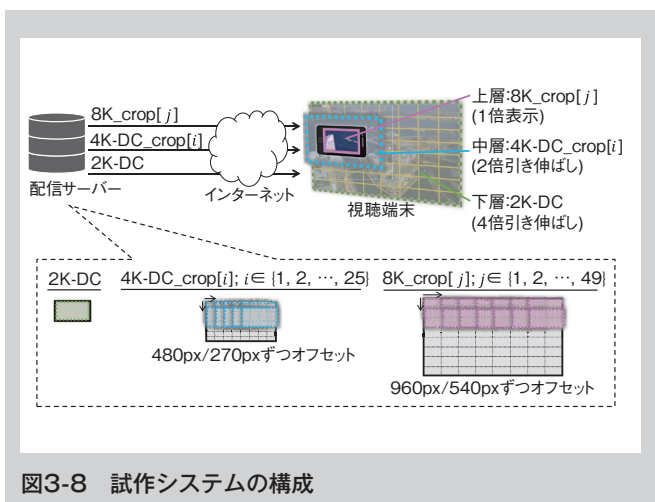 8K_crop[j]
4K-DC_crop[i]
2K-DC
配信サーバー
インターネット
視聴端末
上層:8K_crop[j]
(1倍表示)
中層:4K-DC_crop[i]
(2倍引き伸ばし)
下層:2K-DC
(4倍引き伸ばし)
2K-DC
4K-DC_crop[i]; i∈ {1, 2, …, 25}
480px/270pxずつオフセット
8K_crop[ j]; j∈ {1, 2, …, 49}
960px/540pxずつオフセット
図3-8 試作システムの構成